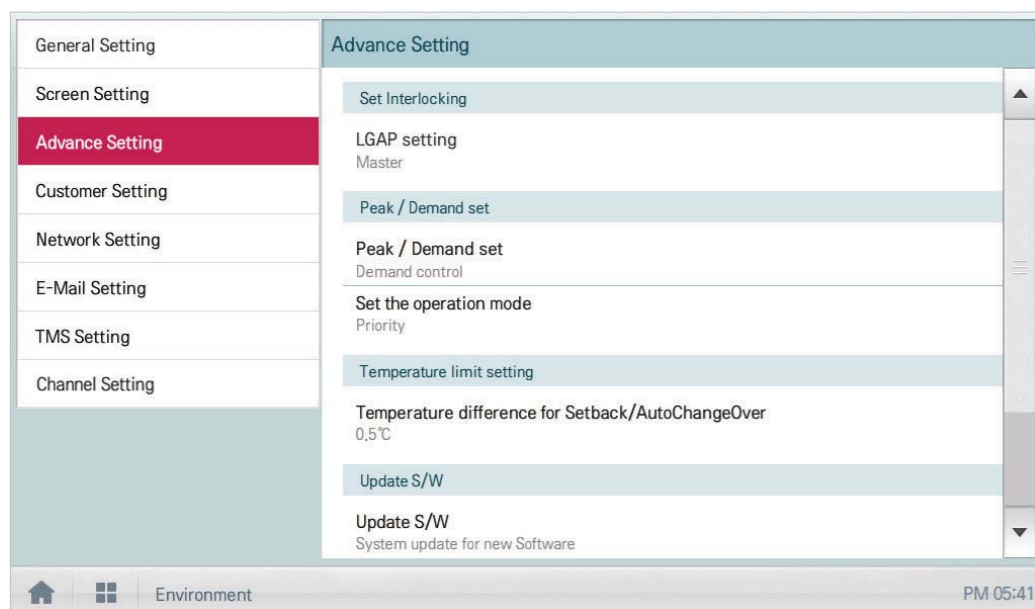 General Setting
Screen Setting
Advance Setting
Customer Setting
Network Setting
E-Mail Setting
TMS Setting
Channel Setting
Advance Setting
Set Interlocking
LGAP setting
Master
Peak / Demand set
Peak / Demand set
Demand control
Set the operation mode
Priority
Temperature limit setting
Temperature difference for Setback/AutoChangeOver
0.5℃
Update S/W
Update S/W
System update for new Software
Environment
PM 05:41